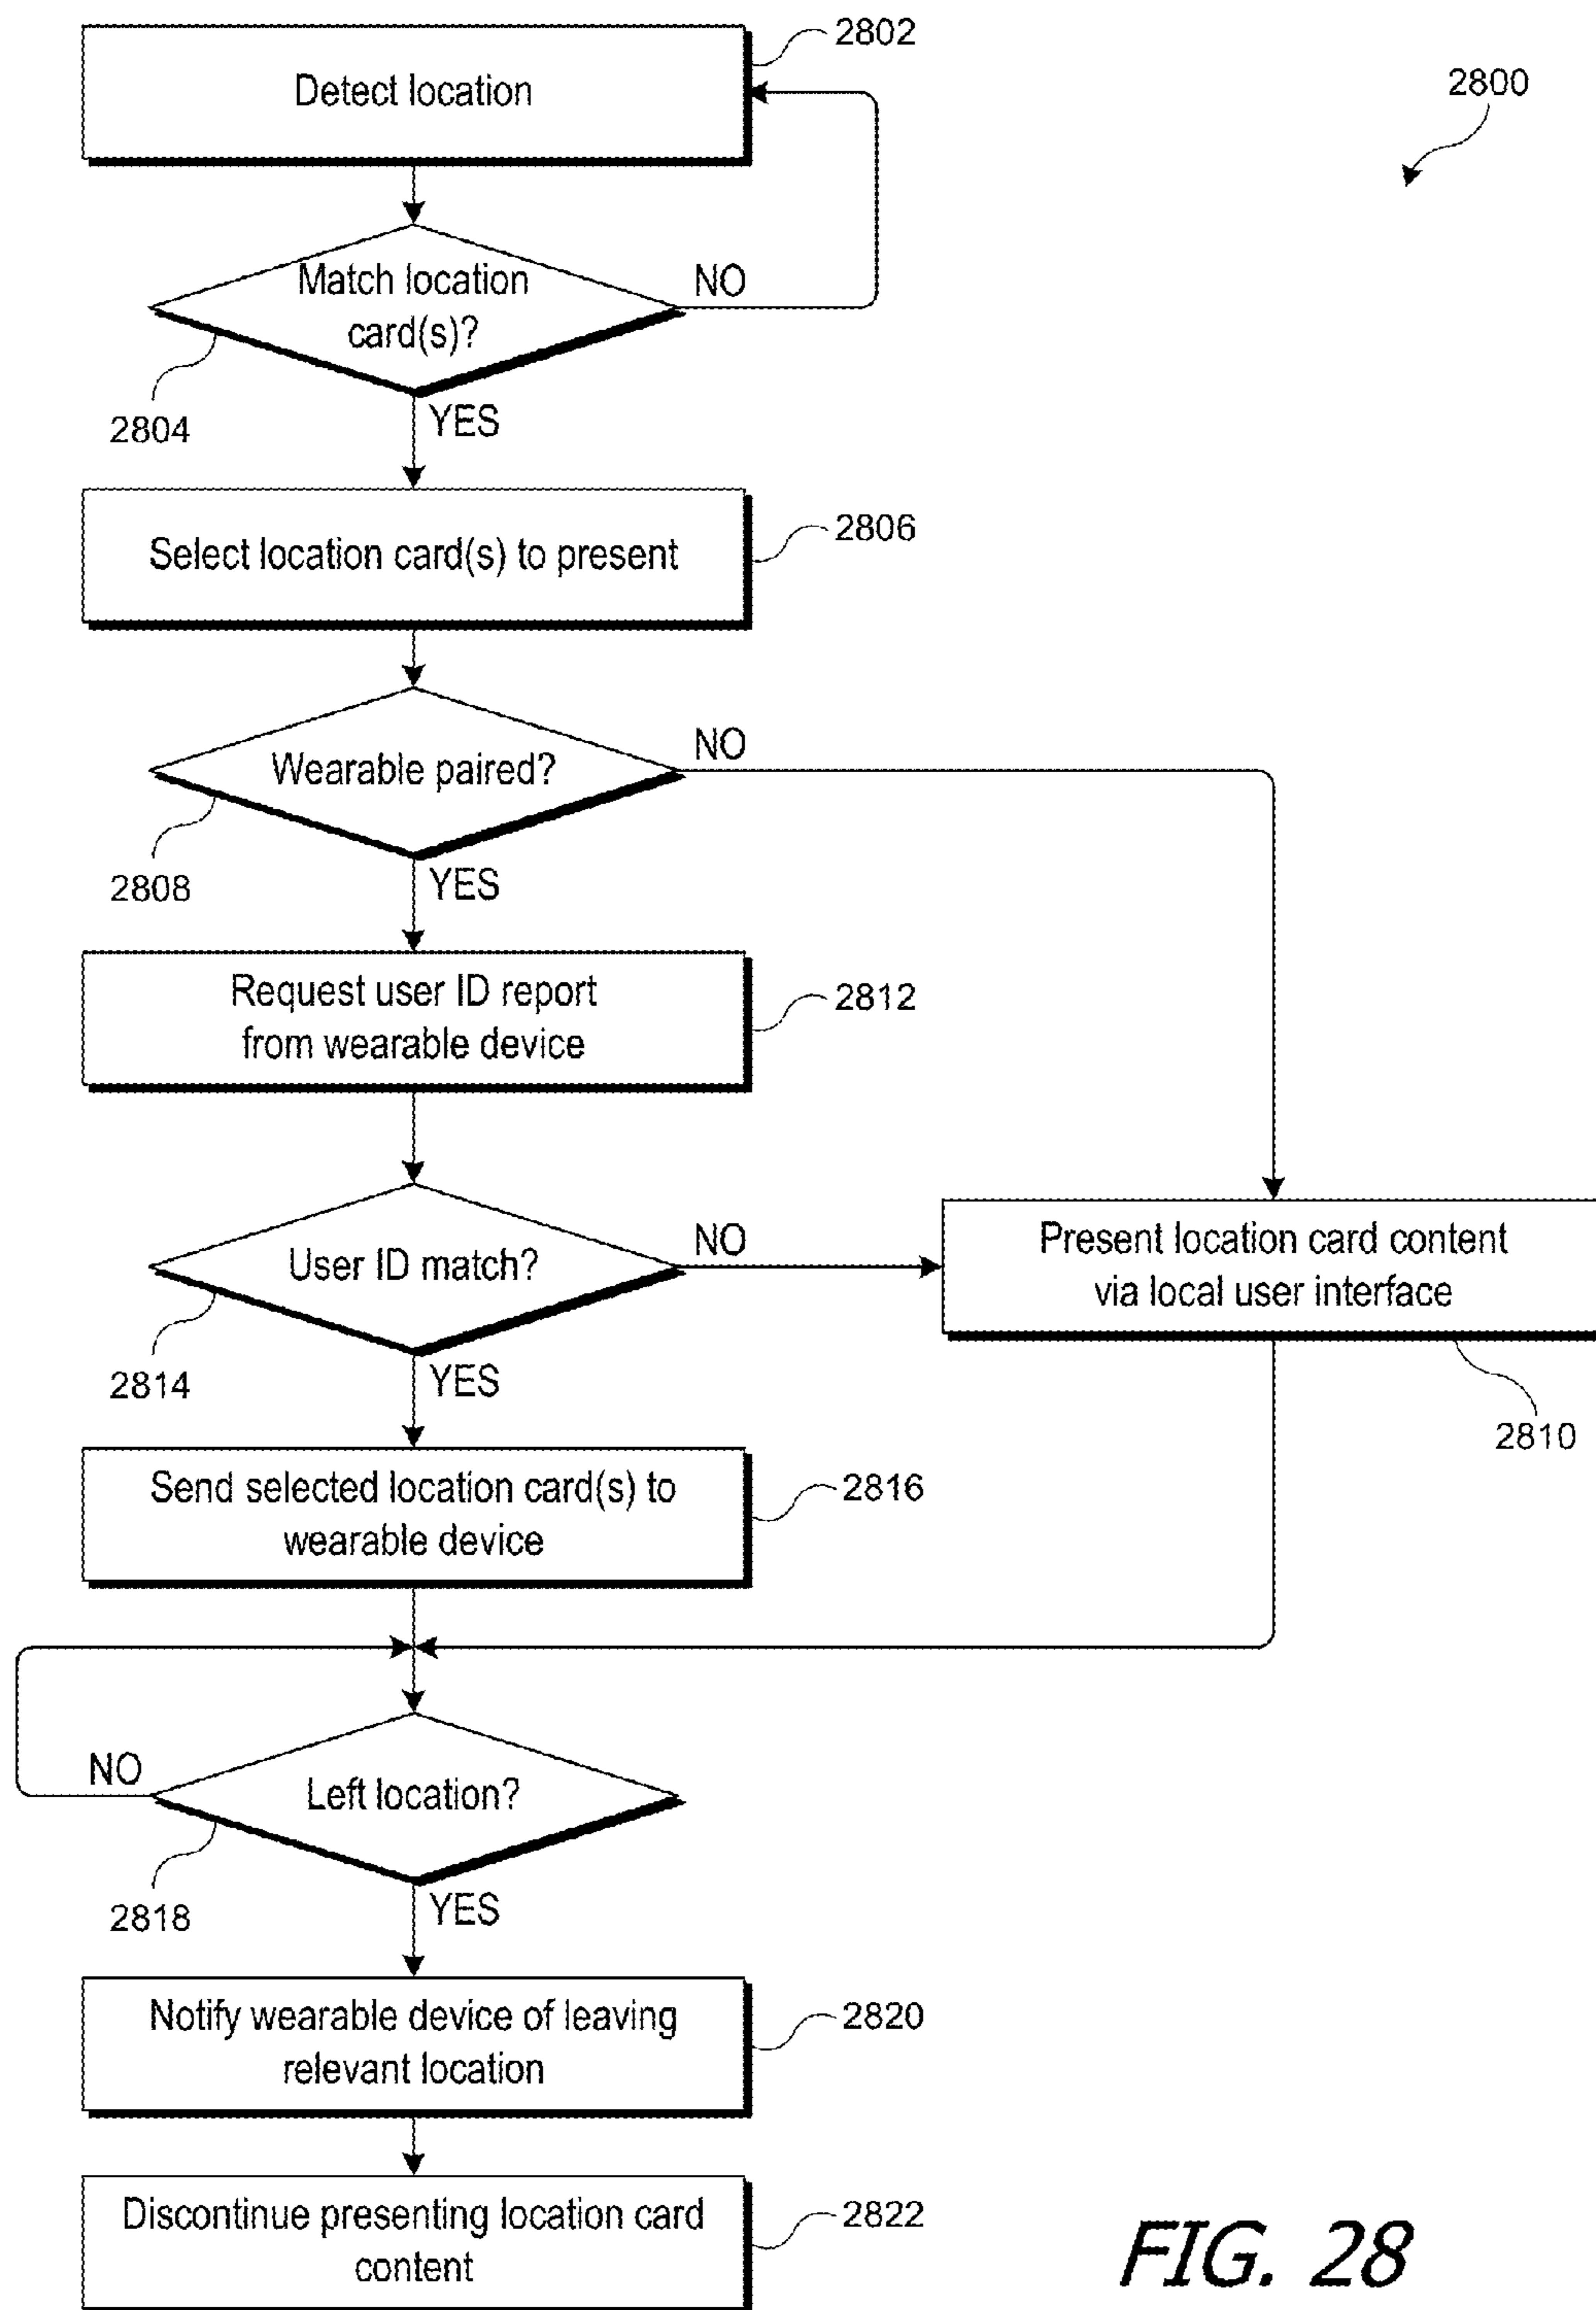 2802
Detect location
2800
Match location
card(s)?
NO
2804
YES
Select location card(s) to present
2806
Wearable paired?
NO
2808
YES
Request user ID report
from wearable device
2812
User ID match?
NO
2814
YES
Present location card content
via local user interface
2810
Send selected location card(s) to
wearable device
2816
Left location?
NO
2818
YES
Notify wearable device of leaving
relevant location
2820
Discontinue presenting location card
content
2822
FIG. 28